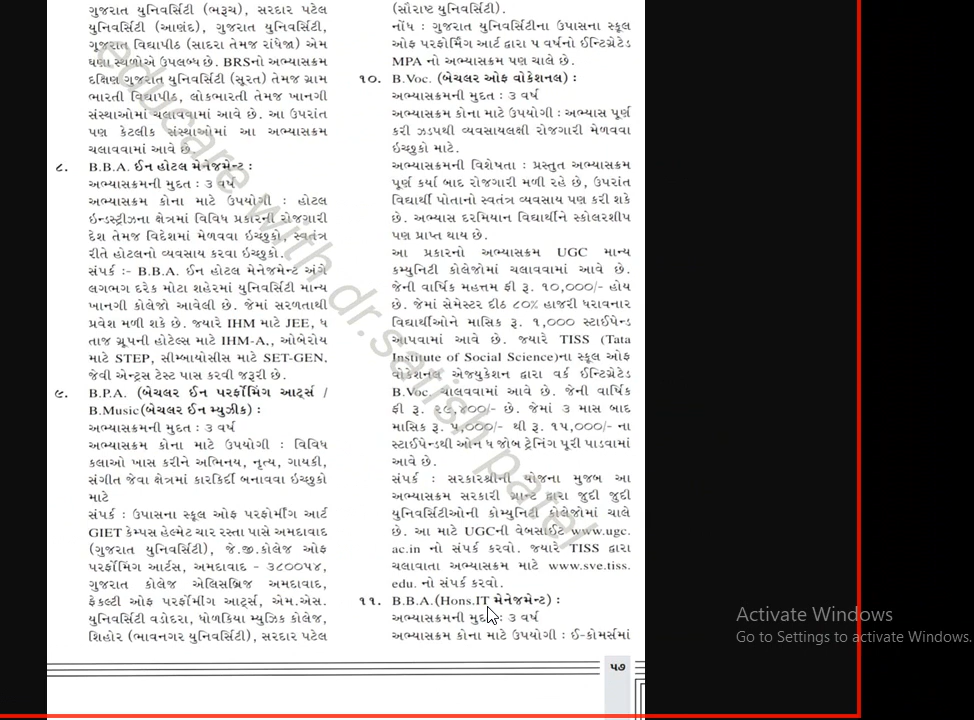 ગુજરાત યુનિવર્સિટી (ભરૂચ), સરદાર પટેલ
યુનિવર્સિટી (આણંદ), ગુજરાત યુનિવર્સિટી,
ગુજરાત વિદ્યાપીઠ (સાદરા તેમજ રાંધેજા) એમ
ઘણા સ્થળોએ ઉપલબ્ધ છે. BRSનો અભ્યાસક્રમ
દક્ષિણ ગુજરાત યુનિવર્સિટી (સૂરત) તેમજ ગ્રામ
ભારતી વિદ્યાપીઠ, લોકભારતી તેમજ ખાનગી
સંસ્થાઓમાં ચલાવવામાં આવે છે. આ ઉપરાંત
પણ કેટલીક સંસ્થાઓમાં આ અભ્યાસક્રમ
ચલાવવામાં આવે છે.
૮. B.B.A. ઈન હોટલ મેનેજમેન્ટ :
અભ્યાસક્રમની મુદત : ૩ વર્ષ
અભ્યાસક્રમ કોના માટે ઉપયોગી : હોટલ
ઇન્ડસ્ટ્રીઝના ક્ષેત્રમાં વિવિધ પ્રકારની રોજગારી
દેશ તેમજ વિદેશમાં મેળવવા ઇચ્છુકો, સ્વતંત્ર
રીતે હોટલનો વ્યવસાય કરવા ઇચ્છુકો.
સંપર્ક :- B.B.A. ઈન હોટલ મેનેજમેન્ટ અંગે
લગભગ દરેક મોટા શહેરમાં યુનિવર્સિટી માન્ય
ખાનગી કોલેજો આવેલી છે. જેમાં સરળતાથી
પ્રવેશ મળી શકે છે. જયારે IHM માટે JEE, ધ
તાજ ગ્રૂપની હોટેલ્સ માટે IHM-A., ઓબેરોય
માટે STEP, સીમ્બાયોસીસ માટે SET-GEN,
જેવી એન્ટ્રસ ટેસ્ટ પાસ કરવી જરૂરી છે.
૯. B.P.A. (બેચલર ઈન પરફૉર્મિંગ આર્ટ્સ /
B.Music(બેચલર ઈન મ્યુઝીક) :
અભ્યાસક્રમની મુદત : ૩ વર્ષ
અભ્યાસક્રમ કોના માટે ઉપયોગી : વિવિધ
કલાઓ ખાસ કરીને અભિનય, નૃત્ય, ગાયકી,
સંગીત જેવા ક્ષેત્રમાં કારકિર્દી બનાવવા ઇચ્છુકો
માટે
સંપર્ક : ઉપાસના સ્કૂલ ઓફ પરફોર્મીંગ આર્ટ
GIET કેમ્પસ હેલ્મેટ ચાર રસ્તા પાસે અમદાવાદ
(ગુજરાત યુનિવર્સિટી), જે.જી.કોલેજ ઓફ
પરફૉર્મિંગ આર્ટસ, અમદાવાદ - ૩૮૦૦૫૪,
ગુજરાત કોલેજ એલિસબ્રિજ અમદાવાદ,
ફેકલ્ટી ઓફ પરફૉર્મીંગ આર્ટ્સ, એમ.એસ.
યુનિવર્સિટી વડોદરા, ધોળકિયા મ્યુઝિક કોલેજ,
શિહોર (ભાવનગર યુનિવર્સિટી), સરદાર પટેલ
(સૌરાષ્ટ યુનિવર્સિટી).
નોંધ : ગુજરાત યુનિવર્સિટીના ઉપાસના સ્કૂલ
ઓફ પરફોર્મિંગ આર્ટ દ્વારા ૫ વર્ષનો ઈન્ટિગ્રેટેડ
MPA નો અભ્યાસક્રમ પણ ચાલે છે.
૧૦. B.Voc. (બેચલર ઓફ વોકેશનલ) :
અભ્યાસક્રમની મુદત : ૩ વર્ષ
અભ્યાસક્રમ કોના માટે ઉપયોગી : અભ્યાસ પૂર્ણ
કરી ઝડપથી વ્યવસાયલક્ષી રોજગારી મેળવવા
ઇચ્છુકો માટે.
અભ્યાસક્રમની વિશેષતા : પ્રસ્તુત અભ્યાસક્રમ
પૂર્ણ કર્યા બાદ રોજગારી મળી રહે છે, ઉપરાંત
વિદ્યાર્થી પોતાનો સ્વતંત્ર વ્યવસાય પણ કરી શકે
છે. અભ્યાસ દરમિયાન વિદ્યાર્થીને સ્કોલરશીપ
પણ પ્રાપ્ત થાય છે.
આ પ્રકારનો અભ્યાસક્રમ UGC માન્ય
કમ્યુનિટી કોલેજોમાં ચલાવવામાં આવે છે.
જેની વાર્ષિક મહત્તમ ફી રૂ. ૧૦,૦૦૦/- હોય
છે. જેમાં સેમેસ્ટર દીઠ ૮૦% હાજરી ધરાવનાર
વિદ્યાર્થીઓને માસિક રૂ. ૧,૦૦૦ સ્ટાઈપેન્ડ
આપવામાં આવે છે. જયારે TISS (Tata
Institute of Social Science)ના સ્કૂલ ઓફ
વોકેશનલ એજયુકેશન દ્વારા વર્ક ઈન્ટિગ્રેટેડ
B.Voc. ચલાવવામાં આવે છે. જેની વાર્ષિક
ફી રૂ. ૨૯,૪૦૦/- છે. જેમાં ૩ માસ બાદ
માસિક રૂ. ૫,૦૦૦/- થી રૂ. ૧૫,૦૦૦/- ના
સ્ટાઈપેન્ડથી ઓન ધ જોબ ટ્રેનિંગ પૂરી પાડવામાં
આવે છે.
સંપર્ક : સરકારશ્રીની યોજના મુજબ આ
અભ્યાસક્રમ સરકારી ગ્રાન્ટ દ્વારા જુદી જુદી
યુનિવર્સિટીઓની કોમ્યુનિટી કોલેજોમાં ચાલે
છે. આ માટે UGCની વેબસાઈટ www.ugc.
ac.in નો સંપર્ક કરવો. જયારે TISS દ્વારા
ચલાવાતા અભ્યાસક્રમ માટે www.sve.tiss.
edu. નો સંપર્ક કરવો.
૧૧. B.B.A.(Hons.IT મેનેજમેન્ટ) :
અભ્યાસક્રમની મુદત : ૩ વર્ષ
અભ્યાસક્રમ કોના માટે ઉપયોગી : ઈ-કોમર્સમાં
૫૭
educare with dr.satish patel
Activate Windows
Go to Settings to activate Windows.